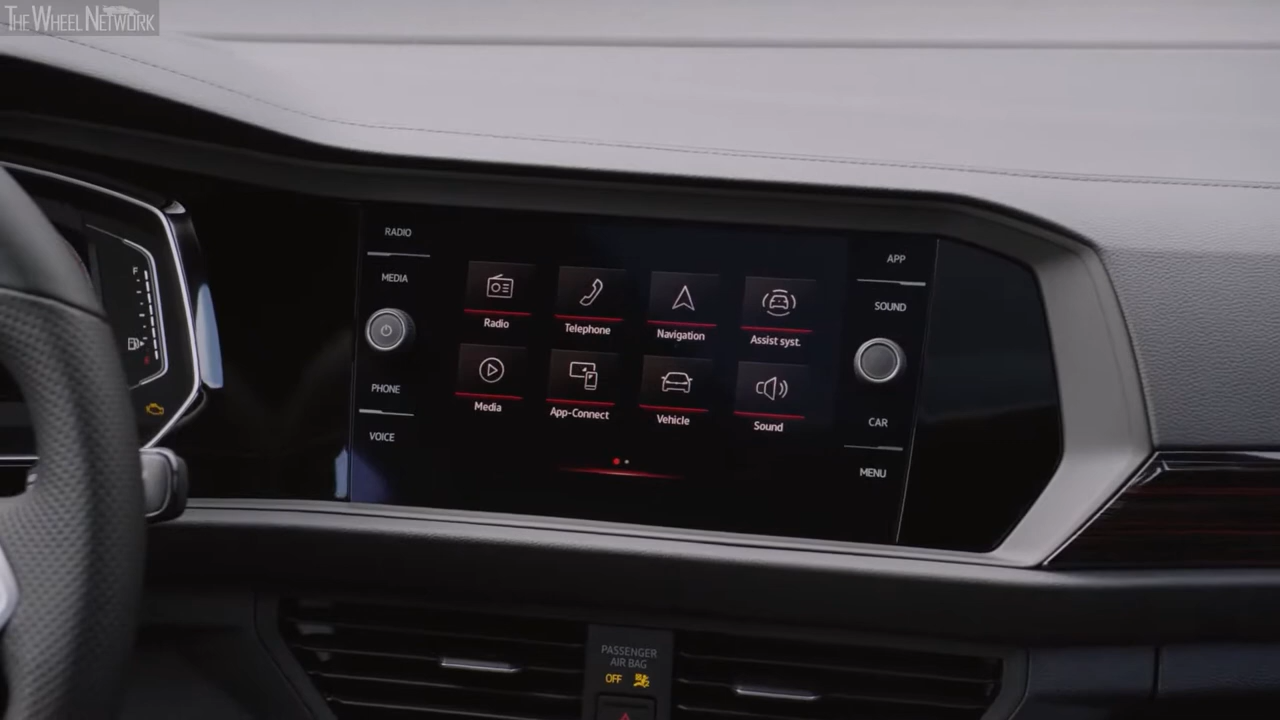 THE WHEEL NETWORK
RADIO
MEDIA
PHONE
VOICE
Radio
Telephone
Navigation
Assist syst.
Media
App-Connect
Vehicle
Sound
APP
SOUND
CAR
MENU
F
PASSENGER
AIR BAG
OFF